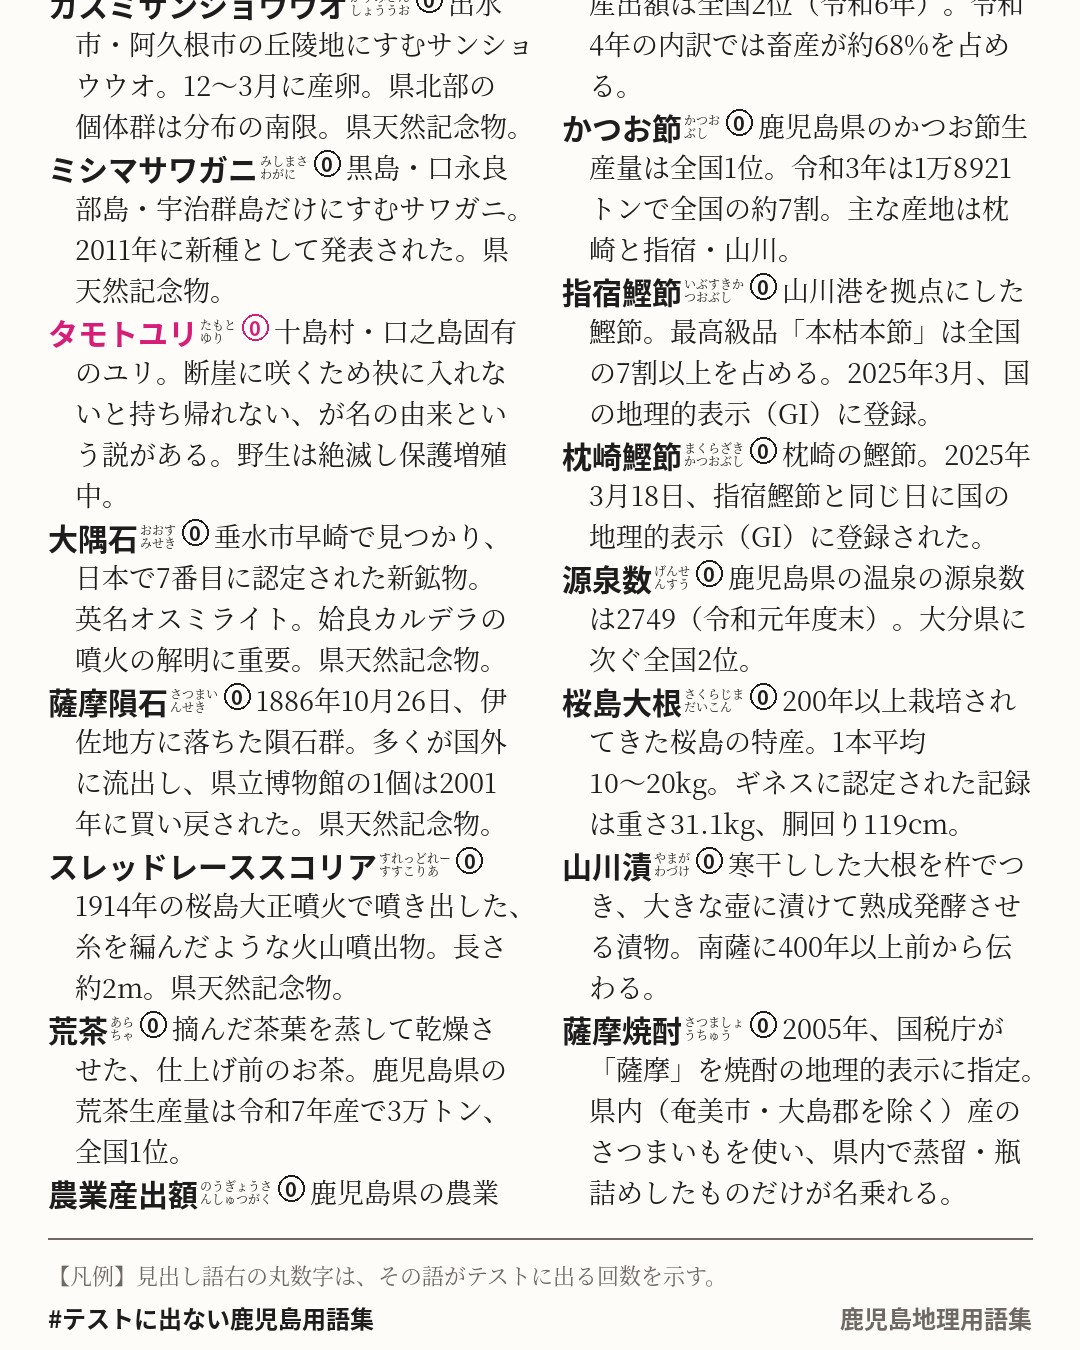 カスミサンショウウオ ⓪ 出水
市・阿久根市の丘陵地にすむサンショ
ウウオ。12〜3月に産卵。県北部の
個体群は分布の南限。県天然記念物。
ミシマサワガニ みしまさわがに ⓪ 黒島・口永良
部島・宇治群島だけにすむサワガニ。
2011年に新種として発表された。県
天然記念物。
タモトユリ たもとゆり ⓪ 十島村・口之島固有
のユリ。断崖に咲くため袂に入れな
いと持ち帰れない、が名の由来とい
う説がある。野生は絶滅し保護増殖
中。
大隅石 おおすみせき ⓪ 垂水市早崎で見つかり、
日本で7番目に認定された新鉱物。
英名オスミライト。姶良カルデラの
噴火の解明に重要。県天然記念物。
薩摩隕石 さつまいんせき ⓪ 1886年10月26日、伊
佐地方に落ちた隕石群。多くが国外
に流出し、県立博物館の1個は2001
年に買い戻された。県天然記念物。
スレッドレーススコリア すれっどれーすすこりあ ⓪
1914年の桜島大正噴火で噴き出した、
糸を編んだような火山噴出物。長さ
約2m。県天然記念物。
荒茶 あらちゃ ⓪ 摘んだ茶葉を蒸して乾燥さ
せた、仕上げ前のお茶。鹿児島県の
荒茶生産量は令和7年産で3万トン、
全国1位。
農業産出額 のうぎょうさんしゅつがく ⓪ 鹿児島県の農業
産出額は全国2位（令和6年）。令和
4年の内訳では畜産が約68%を占め
る。
かつお節 かつおぶし ⓪ 鹿児島県のかつお節生
産量は全国1位。令和3年は1万8921
トンで全国の約7割。主な産地は枕
崎と指宿・山川。
指宿鰹節 いぶすきかつおぶし ⓪ 山川港を拠点にした
鰹節。最高級品「本枯本節」は全国
の7割以上を占める。2025年3月、国
の地理的表示（GI）に登録。
枕崎鰹節 まくらざきかつおぶし ⓪ 枕崎の鰹節。2025年
3月18日、指宿鰹節と同じ日に国の
地理的表示（GI）に登録された。
源泉数 げんせんすう ⓪ 鹿児島県の温泉の源泉数
は2749（令和元年度末）。大分県に
次ぐ全国2位。
桜島大根 さくらじまだいこん ⓪ 200年以上栽培され
てきた桜島の特産。1本平均
10〜20kg。ギネスに認定された記録
は重さ31.1kg、胴回り119cm。
山川漬 やまがわづけ ⓪ 寒干しした大根を杵でつ
き、大きな壺に漬けて熟成発酵させ
る漬物。南薩に400年以上前から伝
わる。
薩摩焼酎 さつましょうちゅう ⓪ 2005年、国税庁が
「薩摩」を焼酎の地理的表示に指定。
県内（奄美市・大島郡を除く）産の
さつまいもを使い、県内で蒸留・瓶
詰めしたものだけが名乗れる。
【凡例】見出し語右の丸数字は、その語がテストに出る回数を示す。
#テストに出ない鹿児島用語集
鹿児島地理用語集